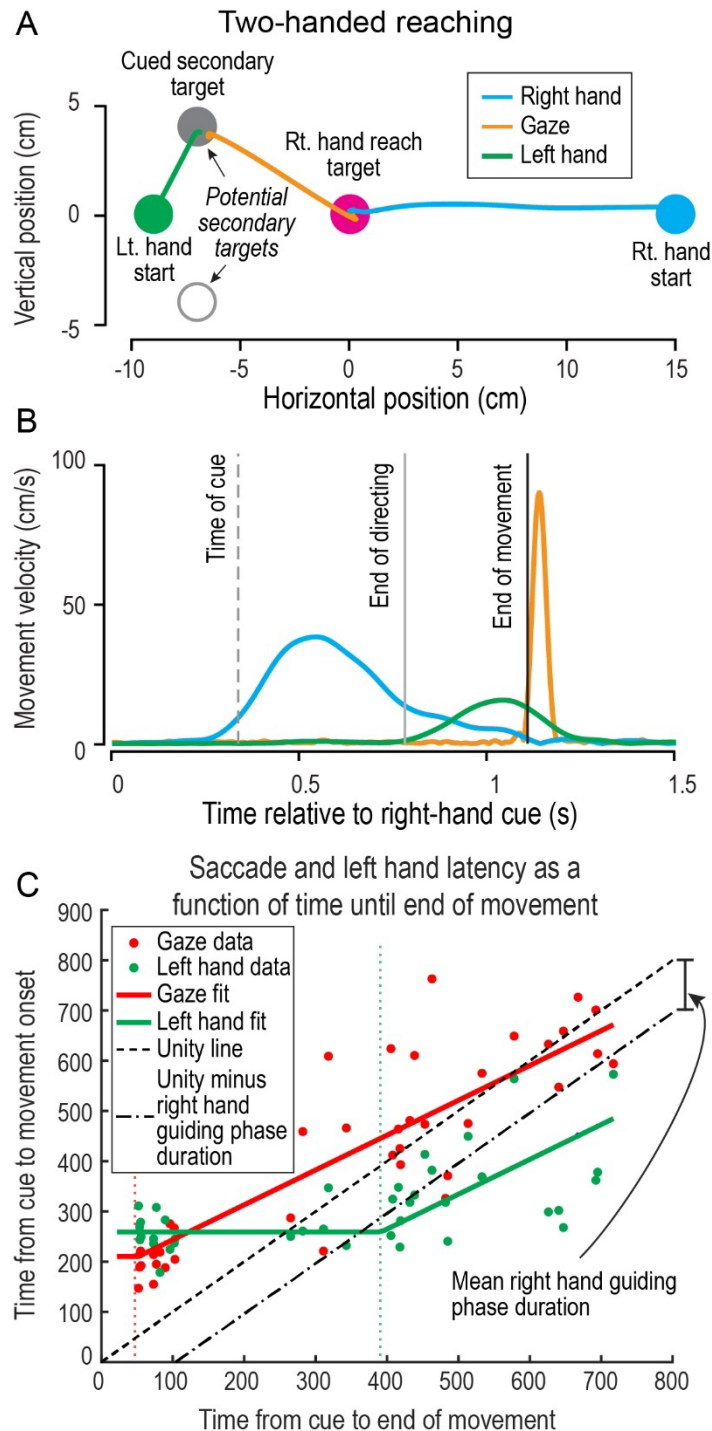 A
Two-handed reaching
Cued secondary
target
Right hand
Gaze
Left hand
Rt. hand reach
target
Potential
secondary
targets
Lt. hand
start
Rt. hand
start
Vertical position (cm)
5
0
-5
-10
-5
0
5
10
15
Horizontal position (cm)
B
Movement velocity (cm/s)
100
50
0
Time of cue
End of directing
End of movement
0
0.5
1
1.5
Time relative to right-hand cue (s)
C
Saccade and left hand latency as a
function of time until end of movement
Time from cue to movement onset
900
800
700
600
500
400
300
200
100
0
Gaze data
Left hand data
Gaze fit
Left hand fit
Unity line
Unity minus
right hand
guiding phase
duration
Mean right hand guiding
phase duration
0
100
200
300
400
500
600
700
800
Time from cue to end of movement